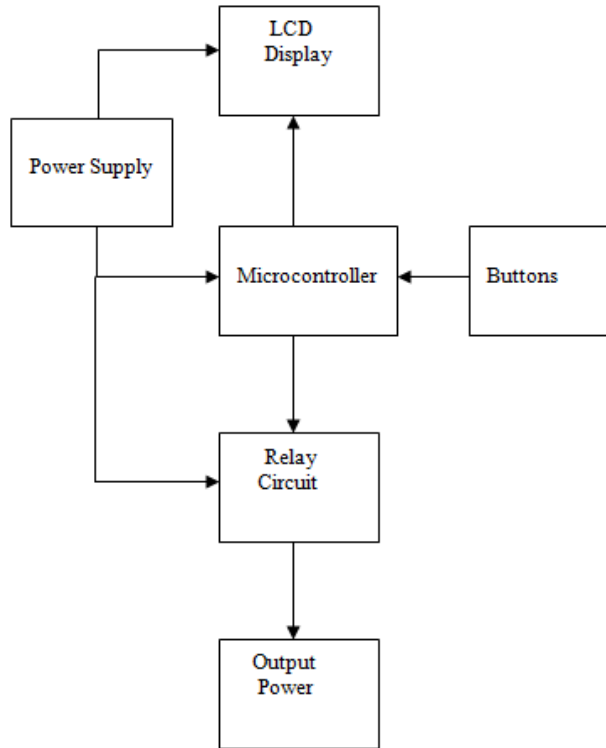 LCD
Display
Power Supply
Microcontroller
Buttons
Relay
Circuit
Output
Power